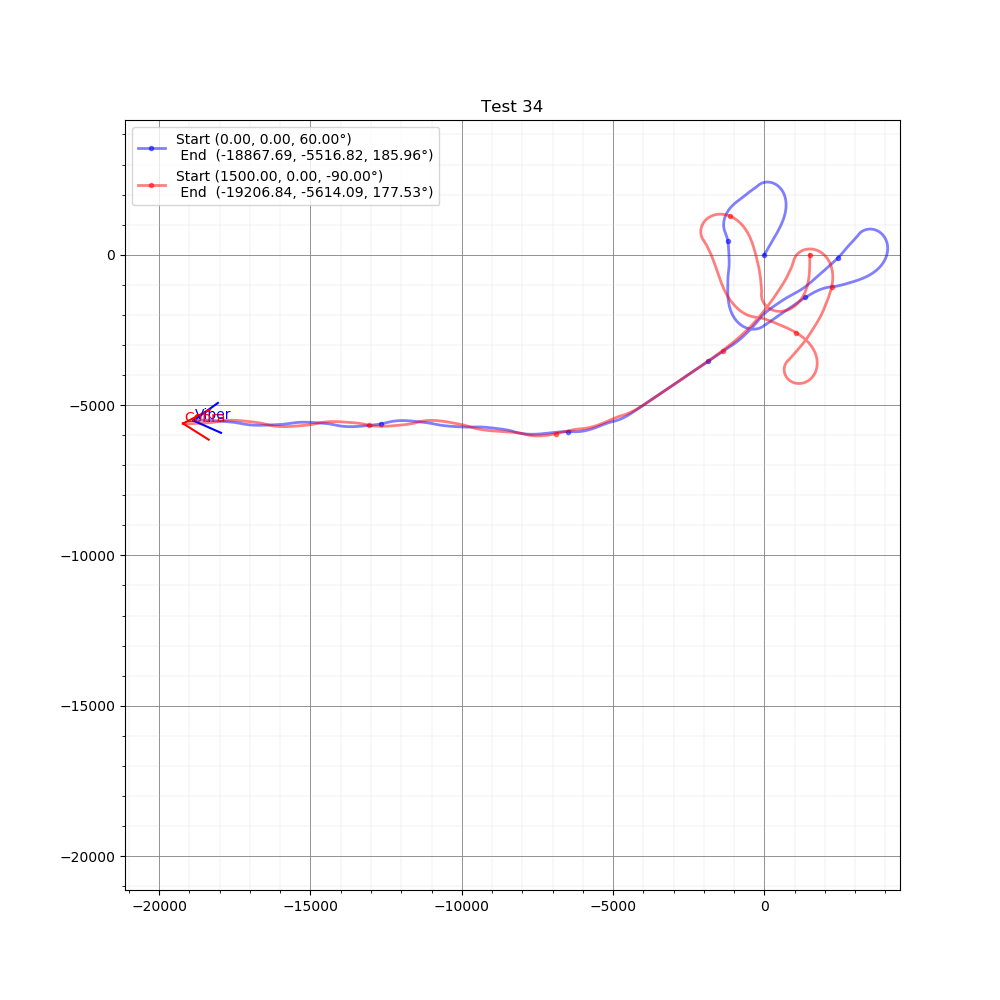 Test 34
Start (0.00, 0.00, 60.00°)
End (-18867.69, -5516.82, 185.96°)
Start (1500.00, 0.00, -90.00°)
End (-19206.84, -5614.09, 177.53°)
0
−5000
Viper
−10000
−15000
−20000
−20000 −15000 −10000 −5000 0